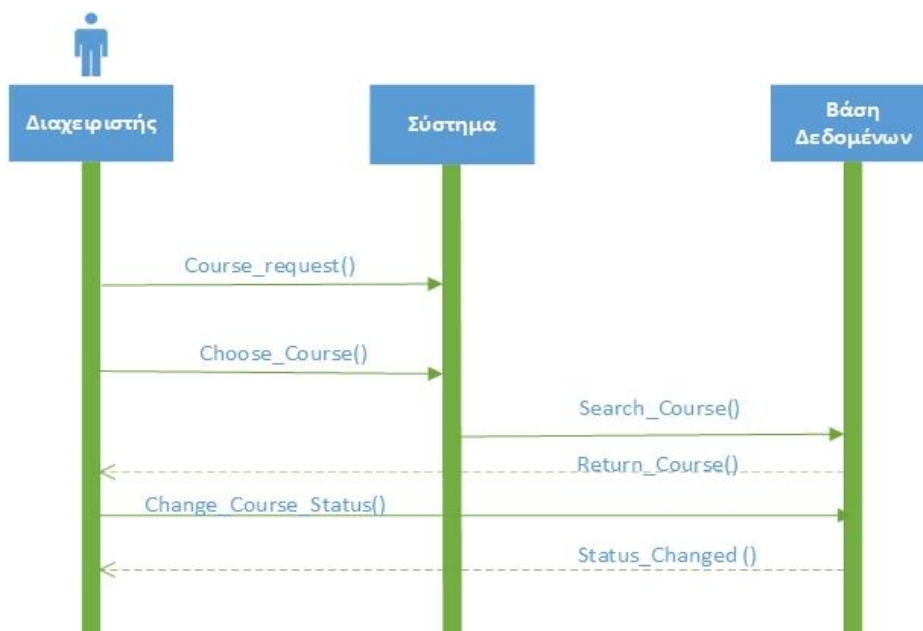 Διαχειριστής
Σύστημα
Βάση
Δεδομένων
Course_request()
Choose_Course()
Search_Course()
Return_Course()
Change_Course_Status()
Status_Changed ()